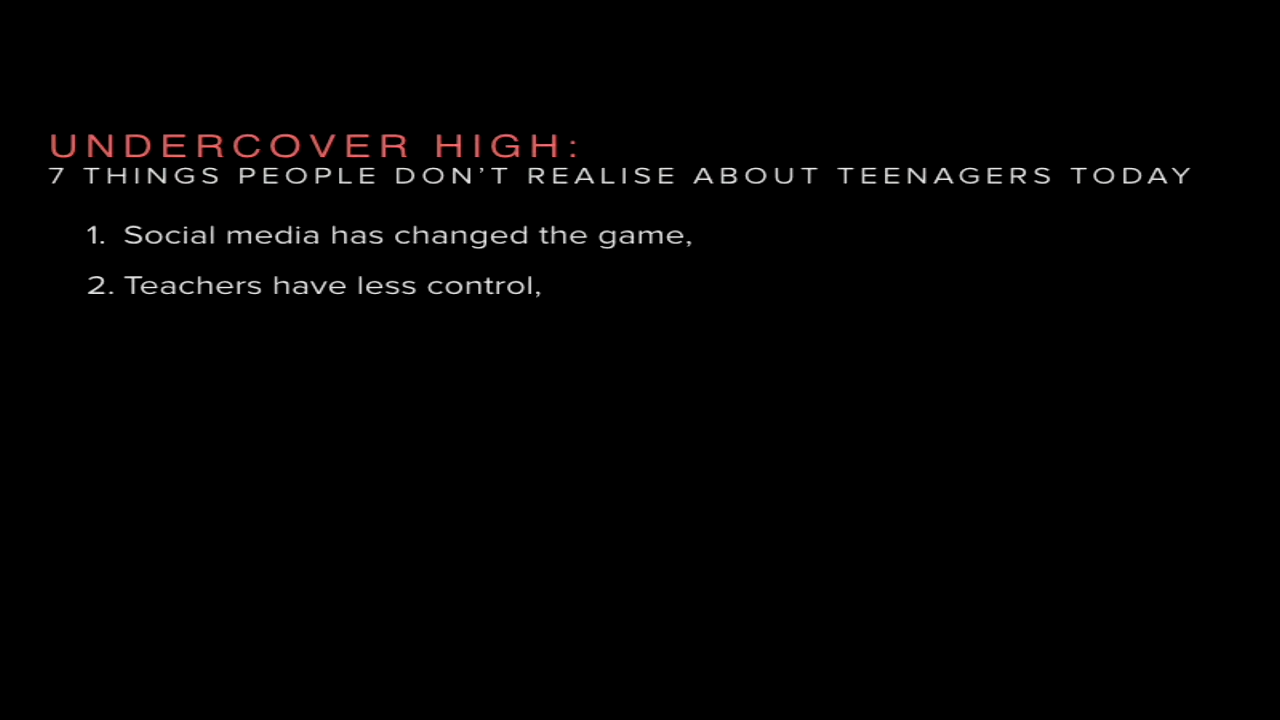 UNDERCOVER HIGH:
7 THINGS PEOPLE DON’T REALISE ABOUT TEENAGERS TODAY
1. Social media has changed the game,
2. Teachers have less control,